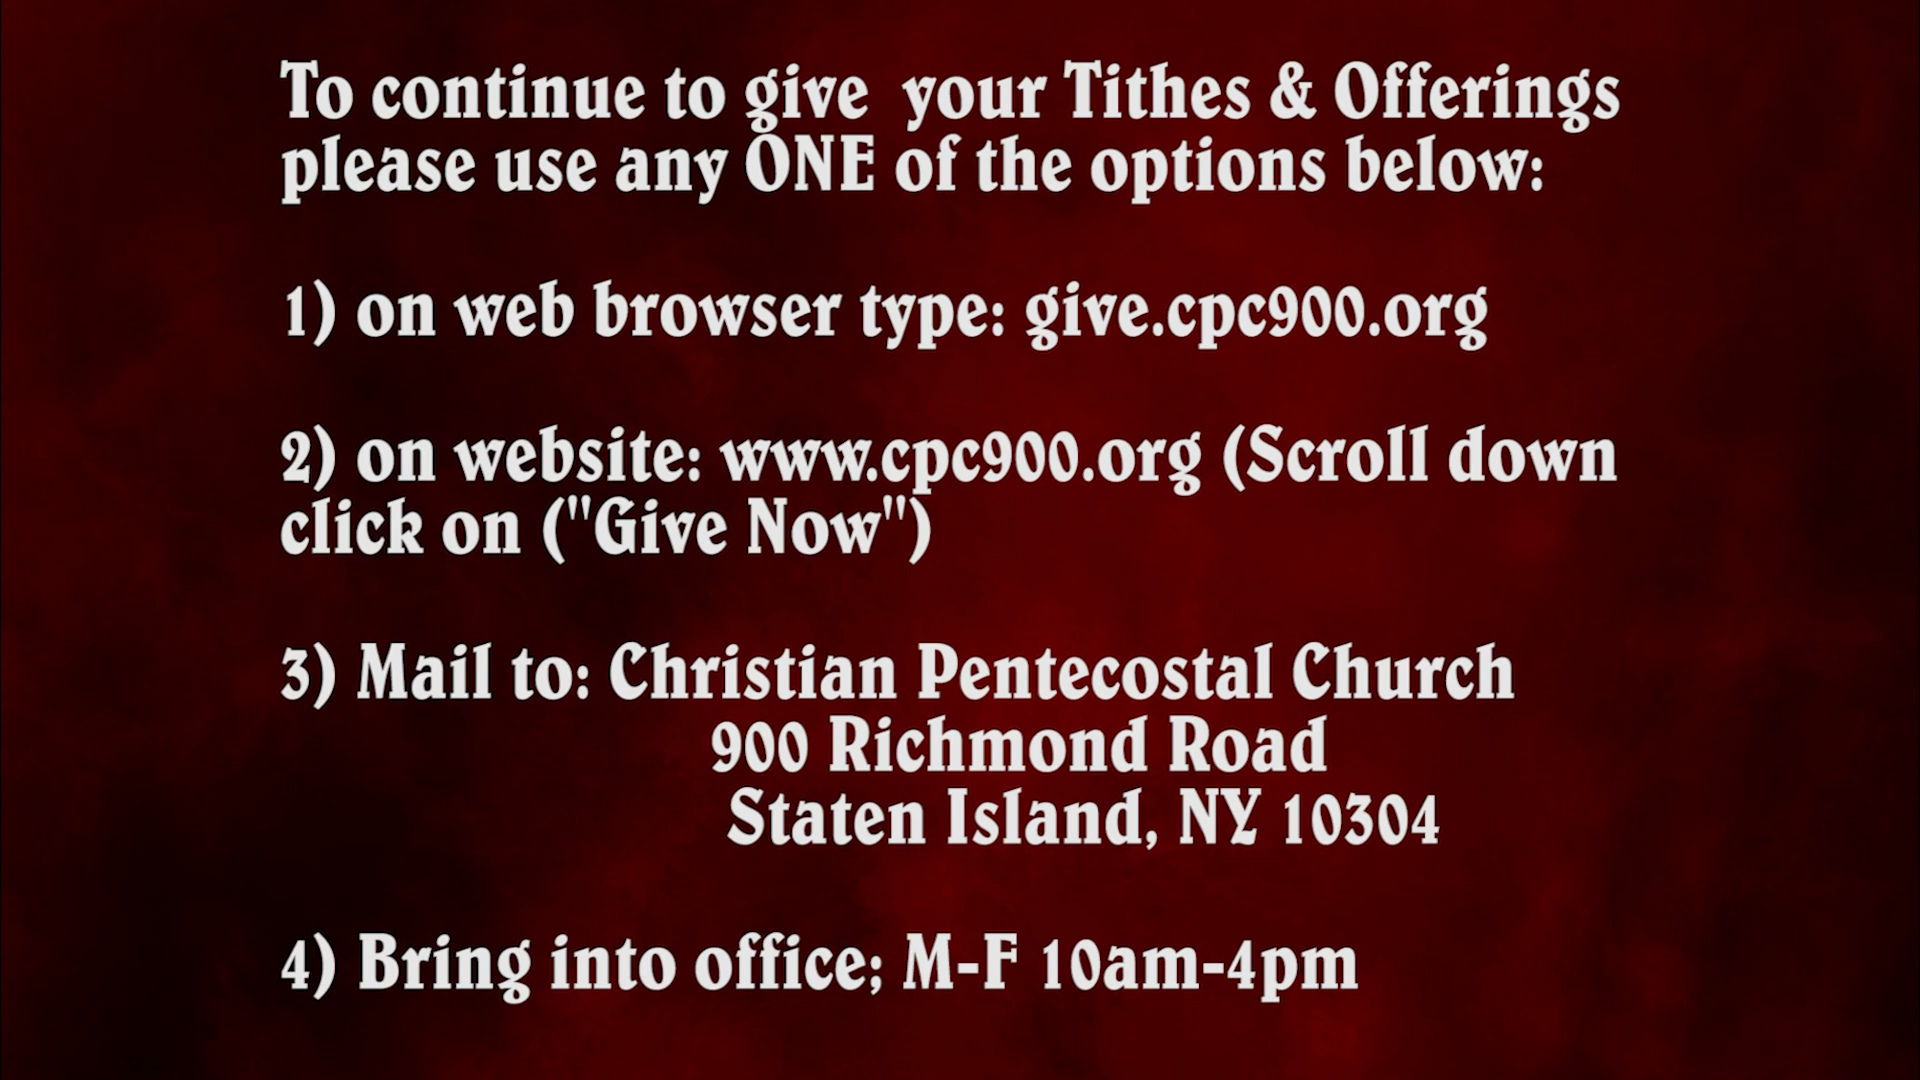 To continue to give  your Tithes & Offerings
please use any ONE of the options below:
1) on web browser type: give.cpc900.org
2) on website: www.cpc900.org (Scroll down
click on ("Give Now")
3) Mail to: Christian Pentecostal Church
900 Richmond Road
Staten Island, NY 10304
4) Bring into office; M-F 10am-4pm